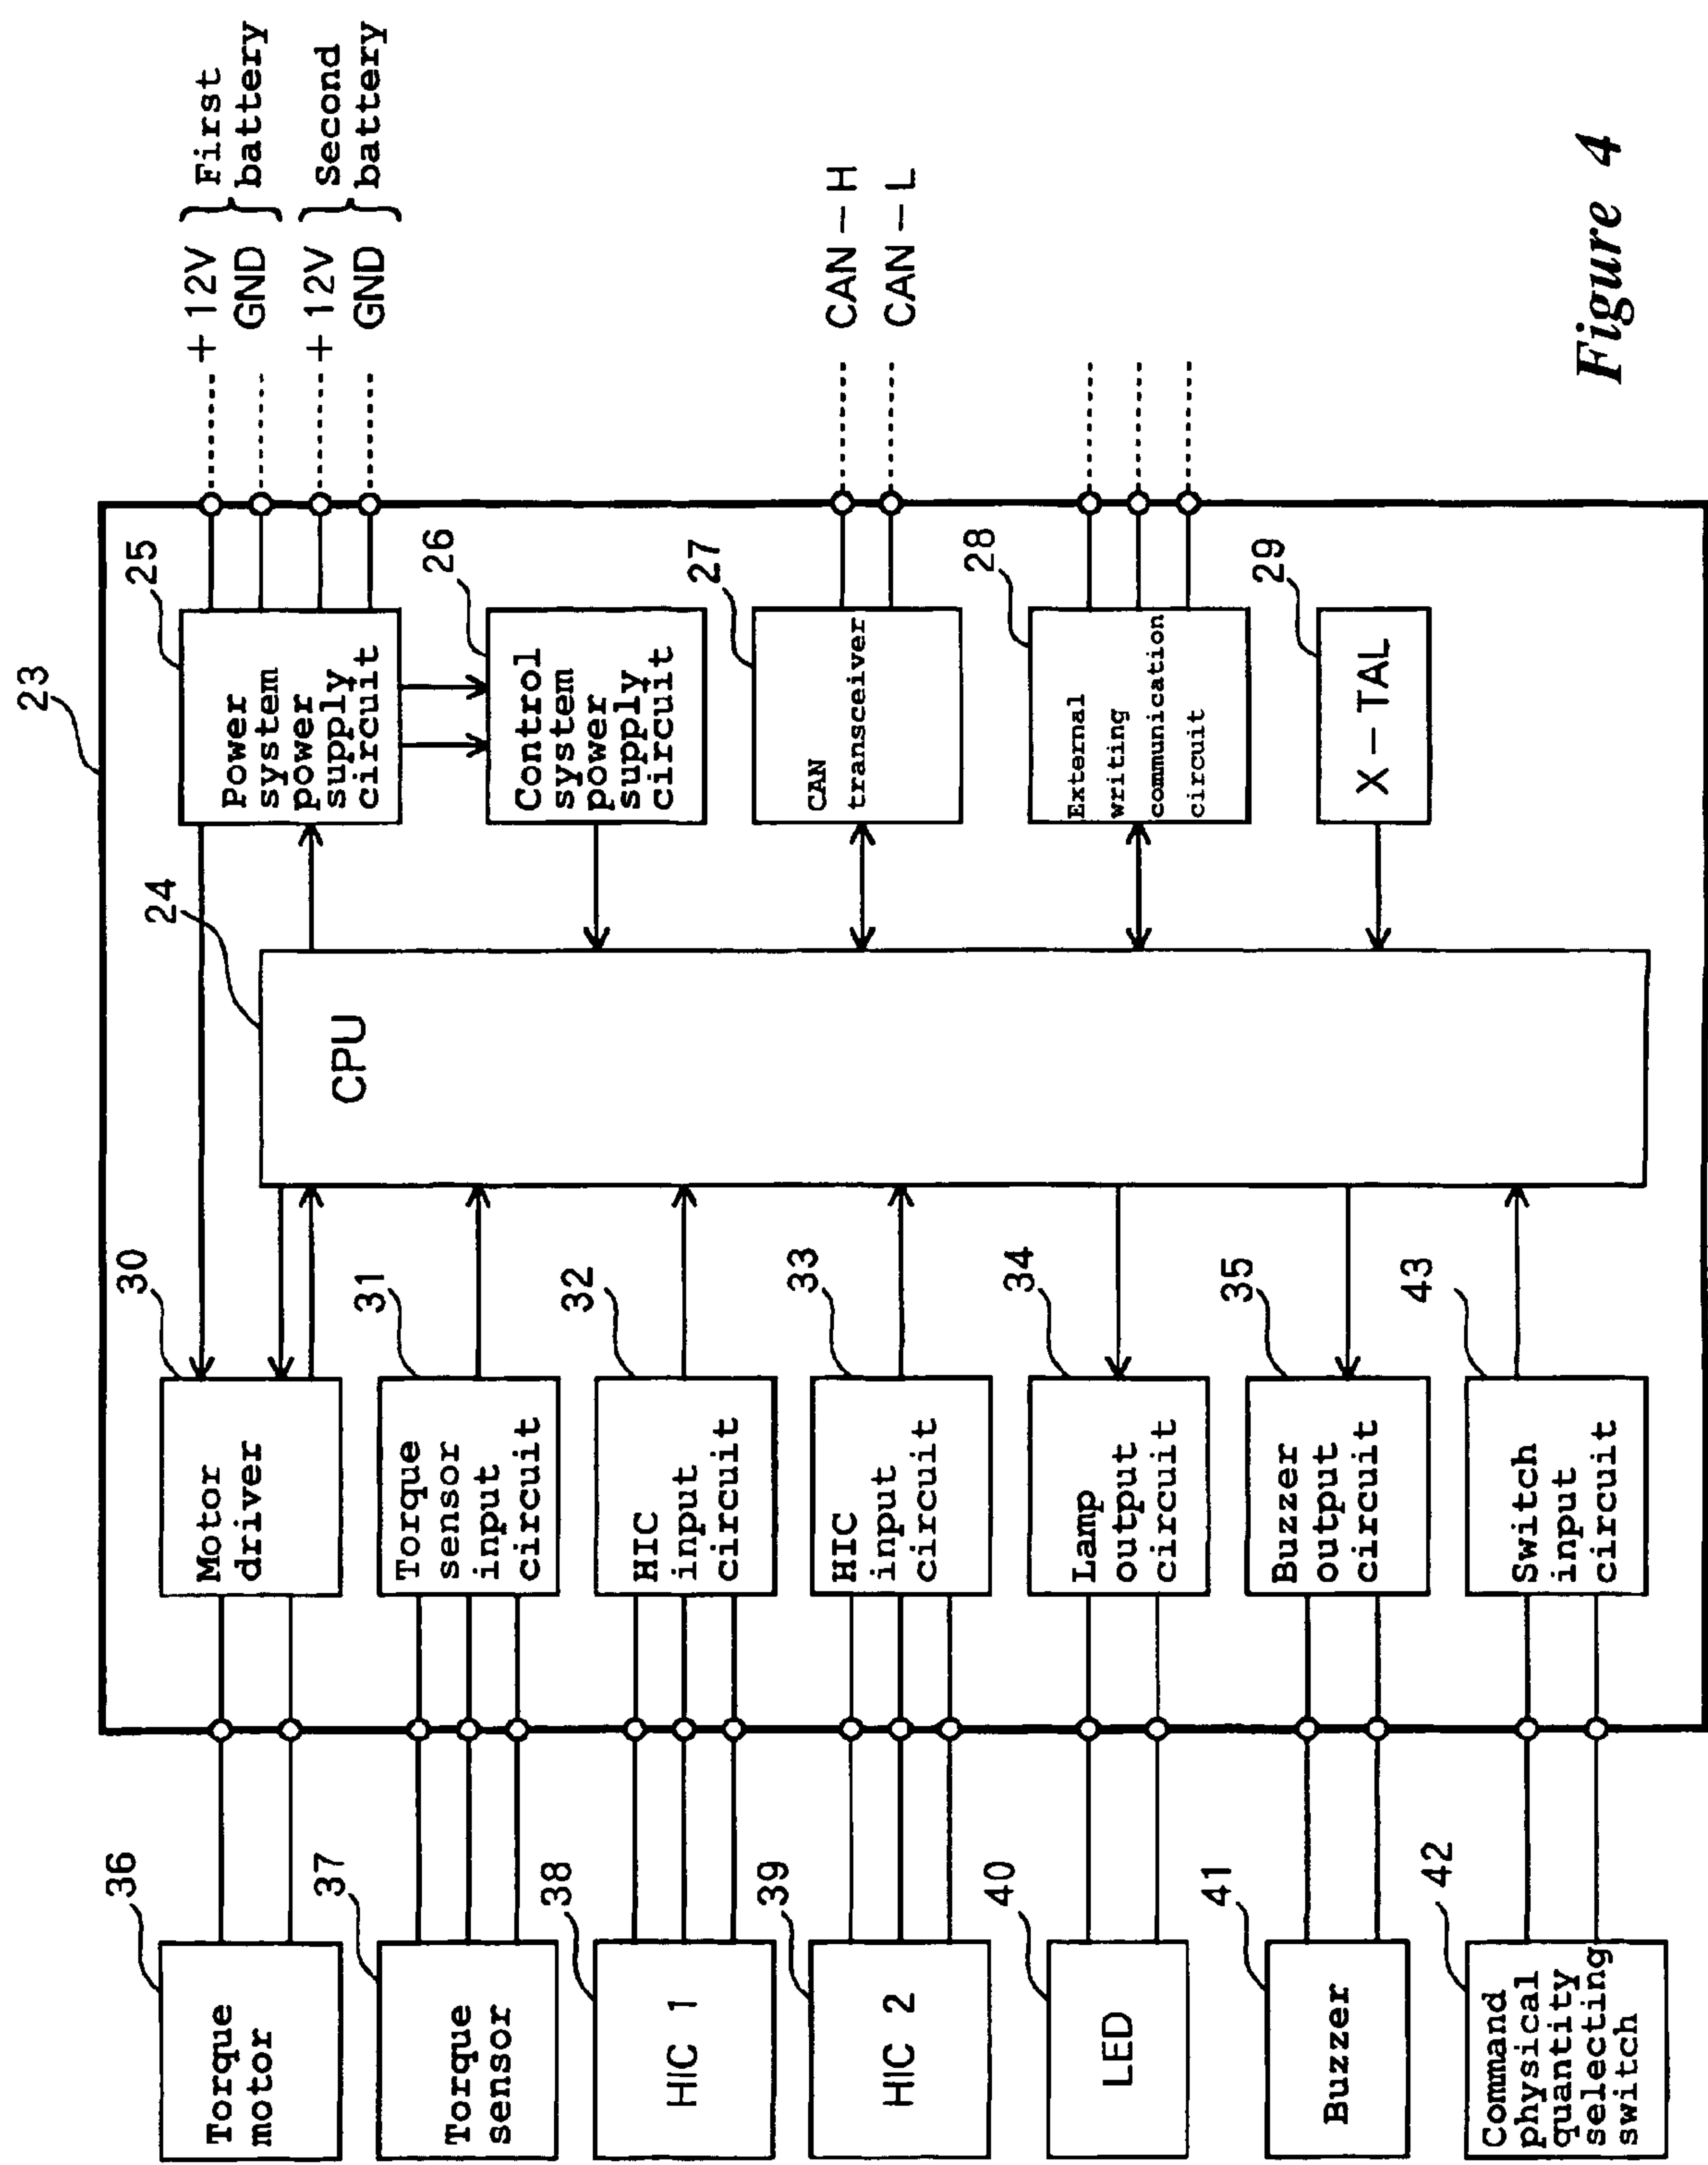 23
36
Torque
motor
30
Motor
driver
24
CPU
25
Power
system
power
supply
circuit
+12V
GND
First
battery
+12V
GND
Second
battery
37
Torque
sensor
31
Torque
sensor
input
circuit
26
Control
system
power
supply
circuit
38
HIC 1
32
HIC
input
circuit
27
CAN
transceiver
CAN-H
CAN-L
39
HIC 2
33
HIC
input
circuit
40
LED
34
Lamp
output
circuit
28
External
writing
communication
circuit
41
Buzzer
35
Buzzer
output
circuit
29
X-TAL
42
Command
physical
quantity
selecting
switch
43
Switch
input
circuit
Figure 4